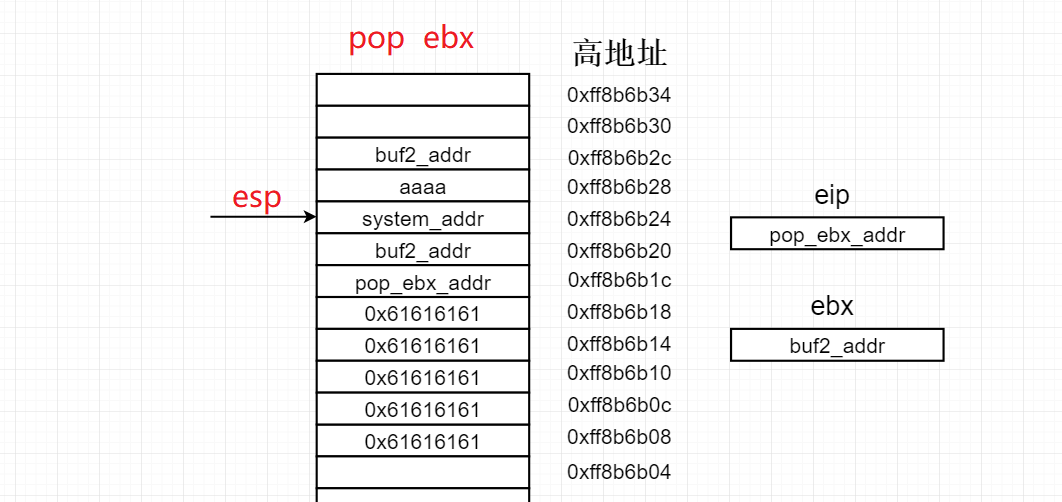 pop ebx
高地址
0xff8b6b34
0xff8b6b30
buf2_addr
0xff8b6b2c
aaaa
0xff8b6b28
esp
system_addr
0xff8b6b24
buf2_addr
0xff8b6b20
pop_ebx_addr
0xff8b6b1c
0x61616161
0xff8b6b18
0x61616161
0xff8b6b14
0x61616161
0xff8b6b10
0x61616161
0xff8b6b0c
0x61616161
0xff8b6b08
0xff8b6b04
eip
pop_ebx_addr
ebx
buf2_addr